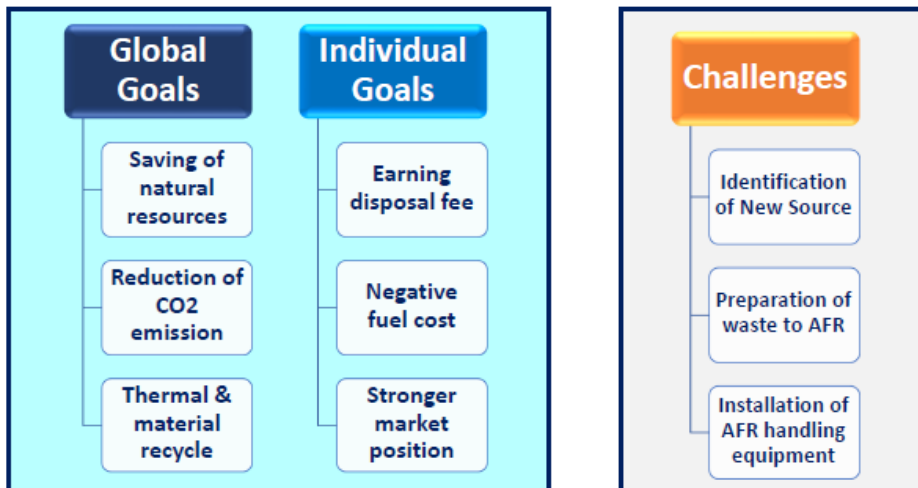 Global
Goals
Saving of
natural
resources
Reduction of
CO2
emission
Thermal &
material
recycle
Individual
Goals
Earning
disposal fee
Negative
fuel cost
Stronger
market
position
Challenges
Identification
of New Source
Preparation of
waste to AFR
Installation of
AFR handling
equipment